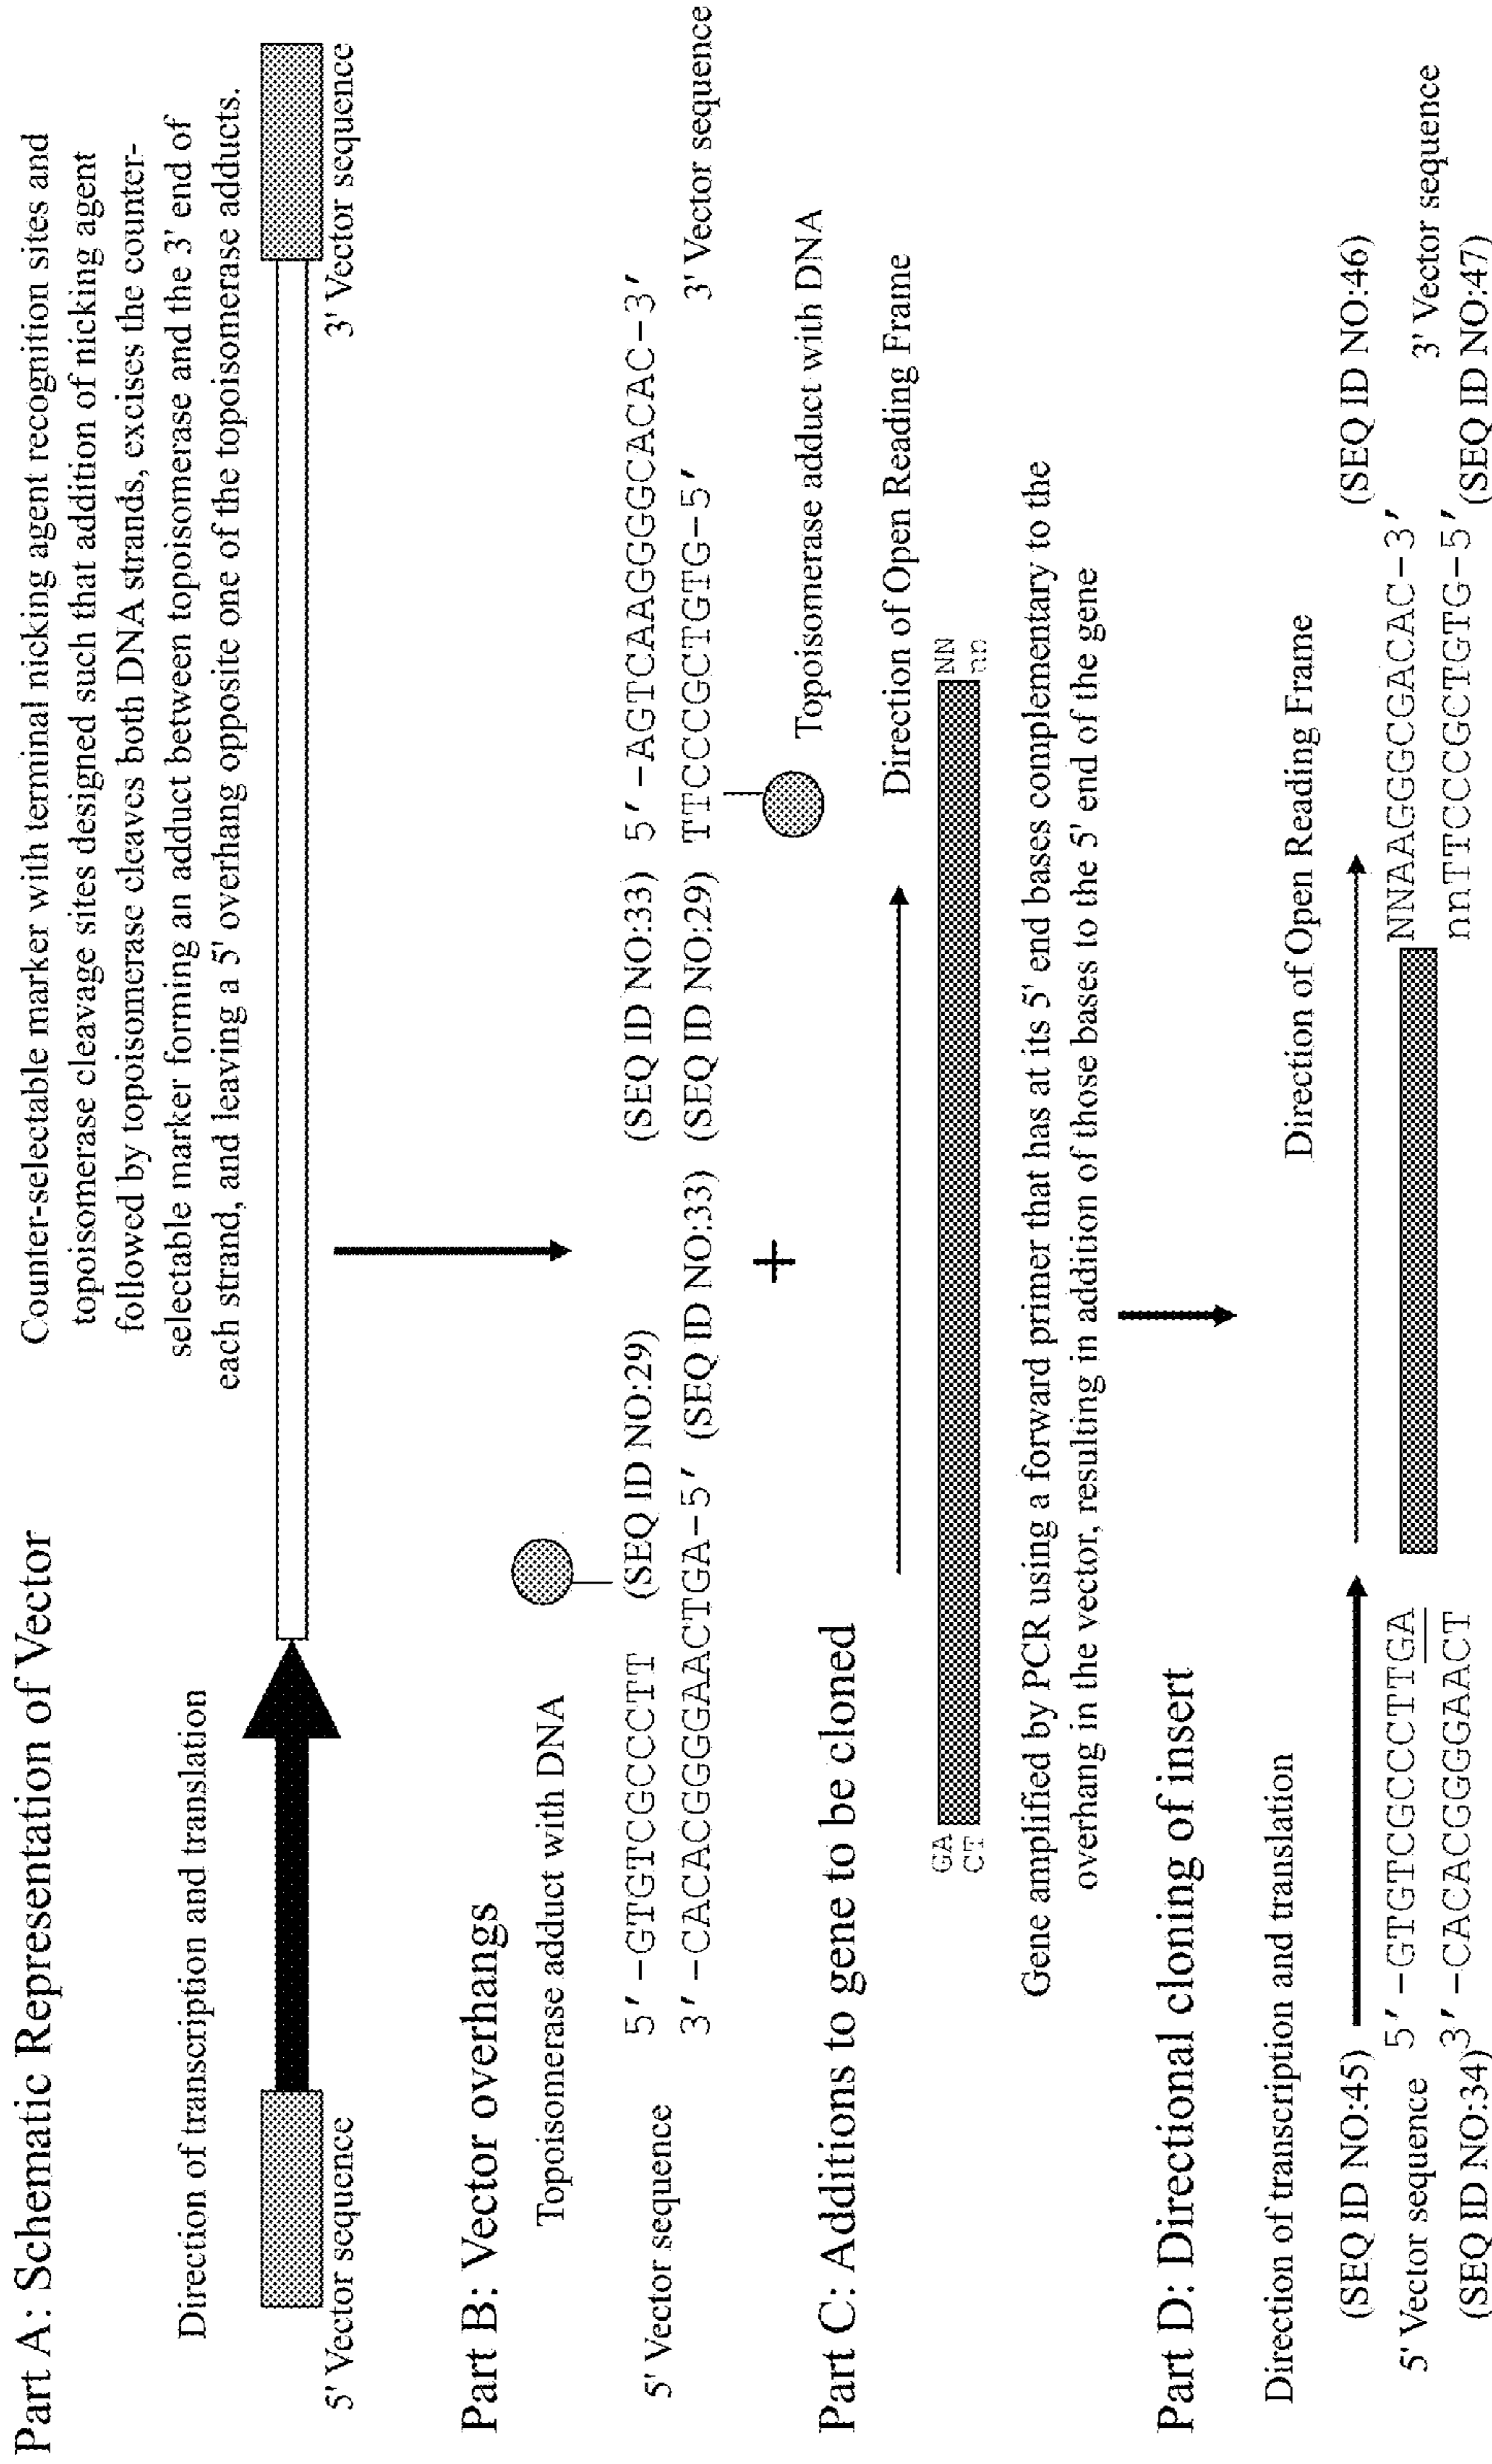 Part A: Schematic Representation of Vector
Counter-selectable marker with terminal nicking agent recognition sites and
topoisomerase cleavage sites designed such that addition of nicking agent
followed by topoisomerase cleaves both DNA strands, excises the counter-
selectable marker forming an adduct between topoisomerase and the 3' end of
each strand, and leaving a 5' overhang opposite one of the topoisomerase adducts.
Direction of transcription and translation
5' Vector sequence
3' Vector sequence
Part B: Vector overhangs
Topoisomerase adduct with DNA
5'-GTGTCGCCCTT (SEQ ID NO:29) (SEQ ID NO:33) 5'-AGTCAAGGGGCACAC-3'
5' Vector sequence
3'-CACACGGGGAACTGA-5' (SEQ ID NO:33) (SEQ ID NO:29) TTCCCGCTGTG-5'
3' Vector sequence
Topoisomerase adduct with DNA
+
Part C: Additions to gene to be cloned
Direction of Open Reading Frame
GA NN
CT nn
Gene amplified by PCR using a forward primer that has at its 5' end bases complementary to the
overhang in the vector, resulting in addition of those bases to the 5' end of the gene
Part D: Directional cloning of insert
Direction of transcription and translation
Direction of Open Reading Frame
(SEQ ID NO:45) (SEQ ID NO:46)
5'-GTGTCGCCCTTGA NNAAGGGCGACAC-3'
5' Vector sequence 3' Vector sequence
3'-CACACGGGGAACT nnTTCCCGCTGTG-5'
(SEQ ID NO:34) (SEQ ID NO:47)